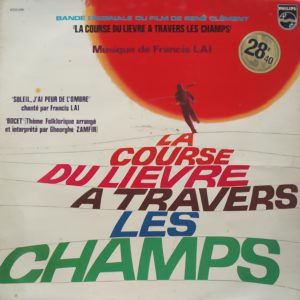 BANDE ORIGINALE DU FILM DE RENÉ CLÉMENT
'LA COURSE DU LIEVRE A TRAVERS LES CHAMPS'
Musique de Francis LAI
PHILIPS
28,40
'SOLEIL, J'AI PEUR DE L'OMBRE'
chanté par Francis LAI
'BOCET' (Thème Folklorique arrangé
et interprété par Gheorghe ZAMFIR)
LA
COURSE
DU LIEVRE
A TRAVERS
LES
CHAMPS